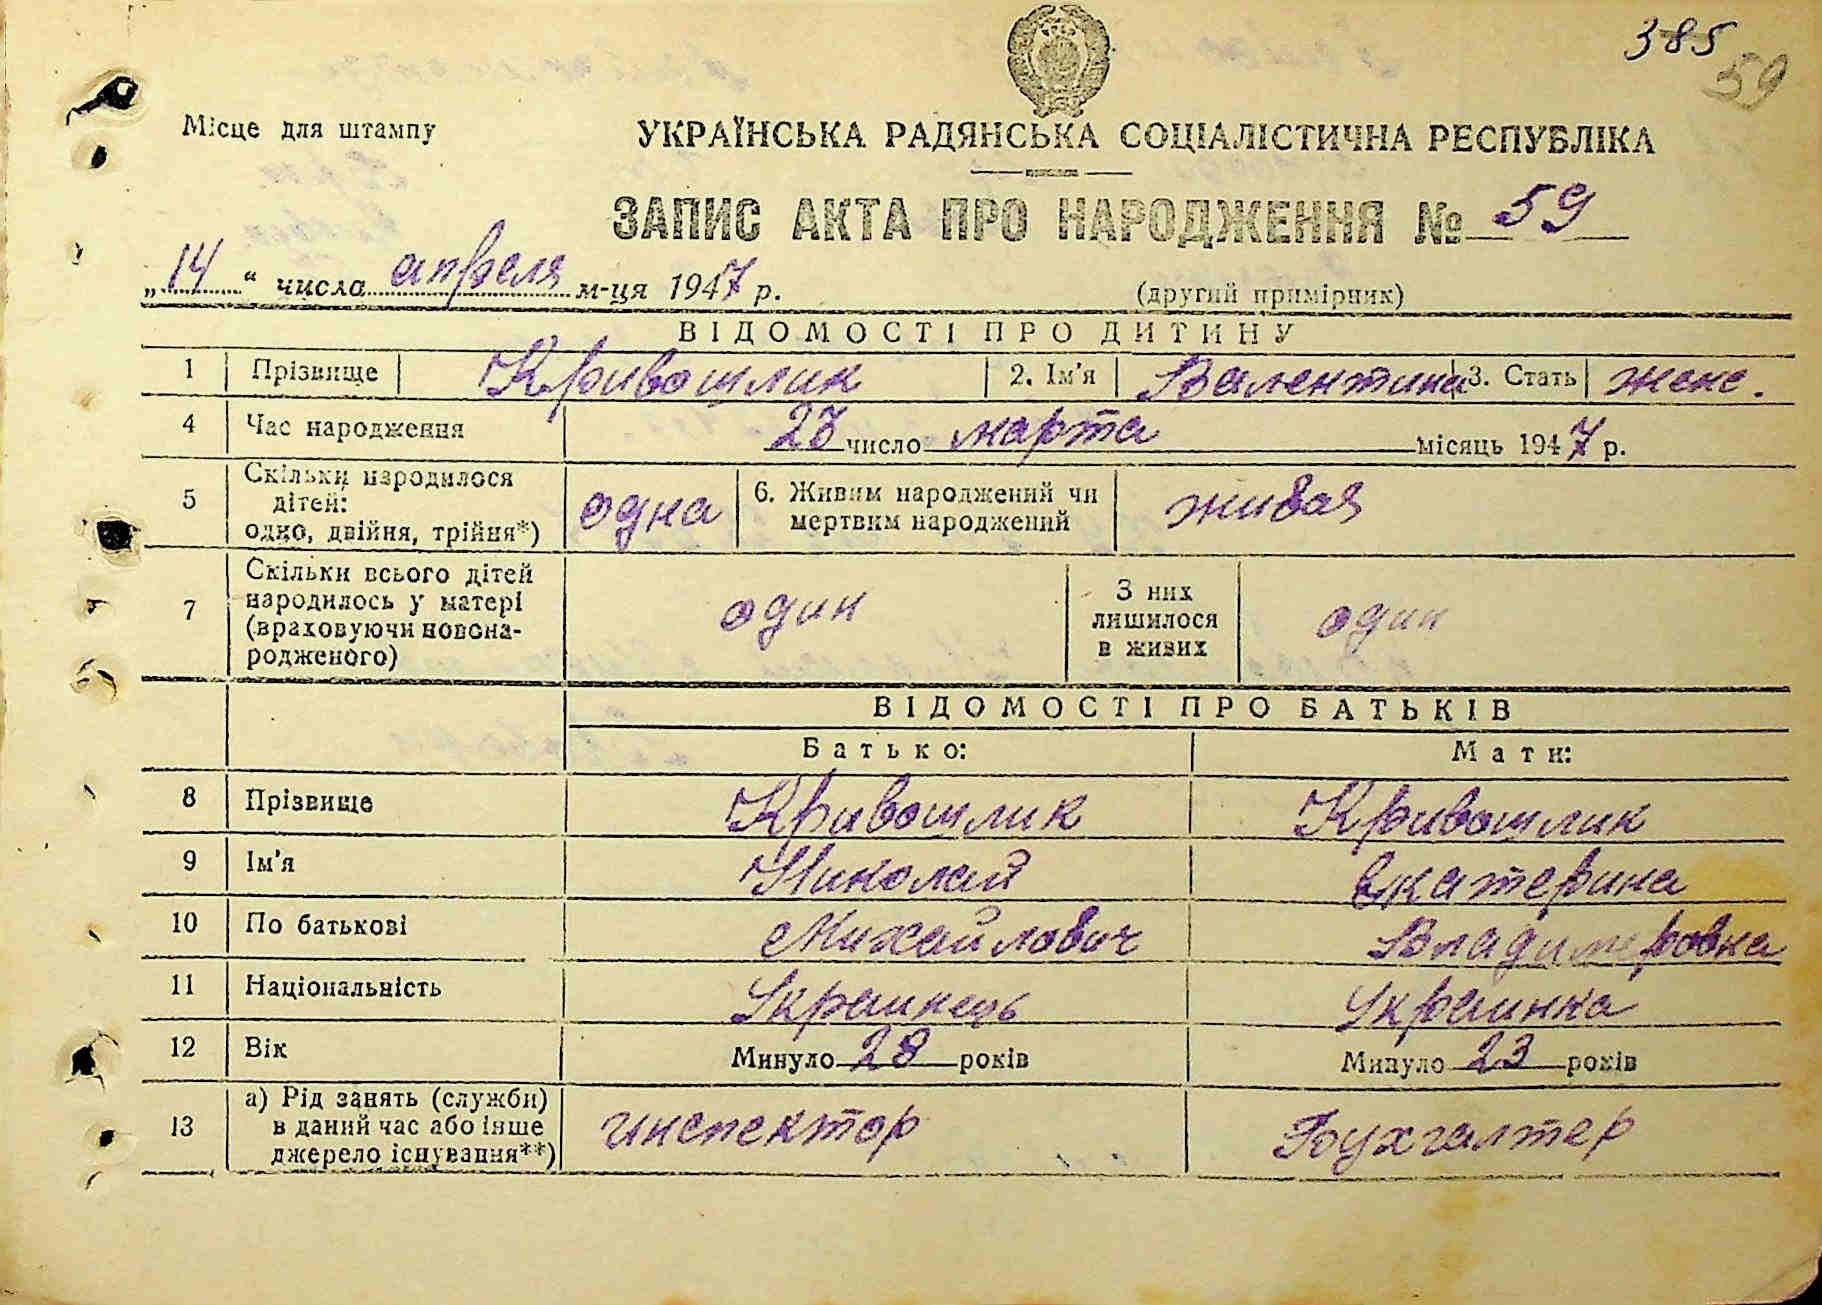 385
59
Місце для штампу
УКРАЇНСЬКА РАДЯНСЬКА СОЦІАЛІСТИЧНА РЕСПУБЛІКА
ЗАПИС АКТА ПРО НАРОДЖЕННЯ № 59
„14“ числа апреля м-ця 1947 р.
(другий примірник)
ВІДОМОСТІ ПРО ДИТИНУ
1 Прізвище Кривошлик 2. Ім'я Валентина 3. Стать женс.
4 Час народження 27 число марта місяць 1947 р.
5 Скільки народилося
дітей:
одно, двійня, трійня*) одна 6. Живим народжений чи
мертвим народжений живая
7 Скільки всього дітей
народилось у матері
(враховуючи новона-
родженого) один З них
лишилося
в живих один
ВІДОМОСТІ ПРО БАТЬКІВ
Батько: Мати:
8 Прізвище Кривошлик Кривошлик
9 Ім'я Николай Екатерина
10 По батькові Михайлович Владимировна
11 Національність Украинець Украинка
12 Вік Минуло 28 років Минуло 23 років
13 а) Рід занять (служби)
в даний час або інше
джерело існування**) инспектор Бухгалтер